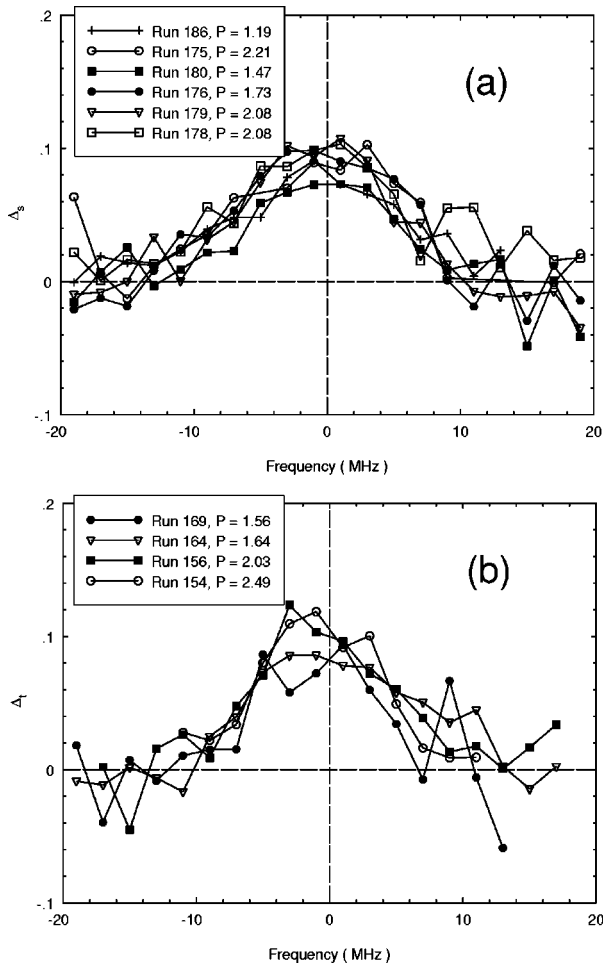 Run 186, P = 1.19
Run 175, P = 2.21
Run 180, P = 1.47
Run 176, P = 1.73
Run 179, P = 2.08
Run 178, P = 2.08
(a)
.2
.1
0
-.1
Δs
-20 -10 0 10 20
Frequency ( MHz )
Run 169, P = 1.56
Run 164, P = 1.64
Run 156, P = 2.03
Run 154, P = 2.49
(b)
.2
.1
0
-.1
Δt
-20 -10 0 10 20
Frequency ( MHz )